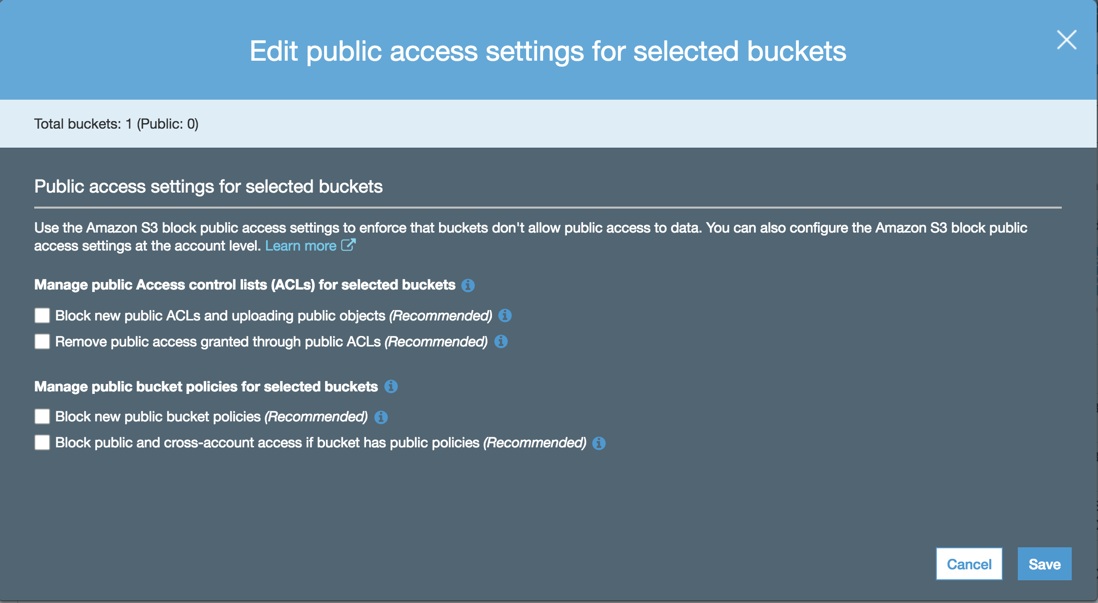 Edit public access settings for selected buckets
Total buckets: 1 (Public: 0)
Public access settings for selected buckets
Use the Amazon S3 block public access settings to enforce that buckets don't allow public access to data. You can also configure the Amazon S3 block public
access settings at the account level. Learn more
Manage public Access control lists (ACLs) for selected buckets
Block new public ACLs and uploading public objects (Recommended)
Remove public access granted through public ACLs (Recommended)
Manage public bucket policies for selected buckets
Block new public bucket policies (Recommended)
Block public and cross-account access if bucket has public policies (Recommended)
Cancel
Save